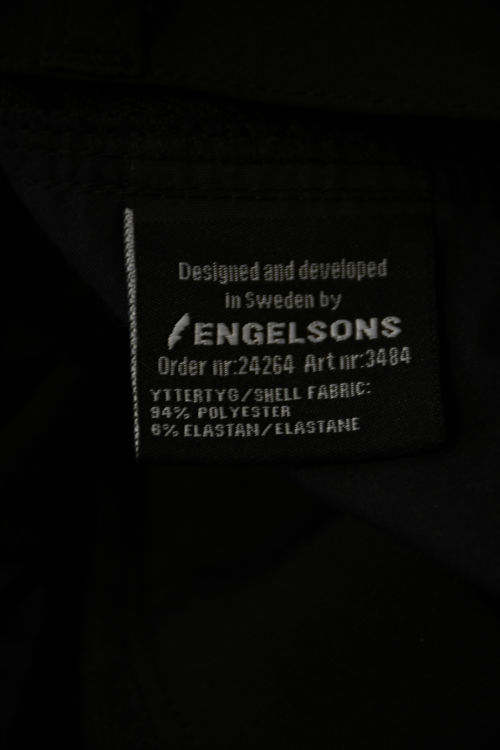 Designed and developed
in Sweden by
ENGELSONS
Order nr:24264 Art nr:3484
YTTERTYG/SHELL FABRIC:
94% POLYESTER
6% ELASTAN/ELASTANE